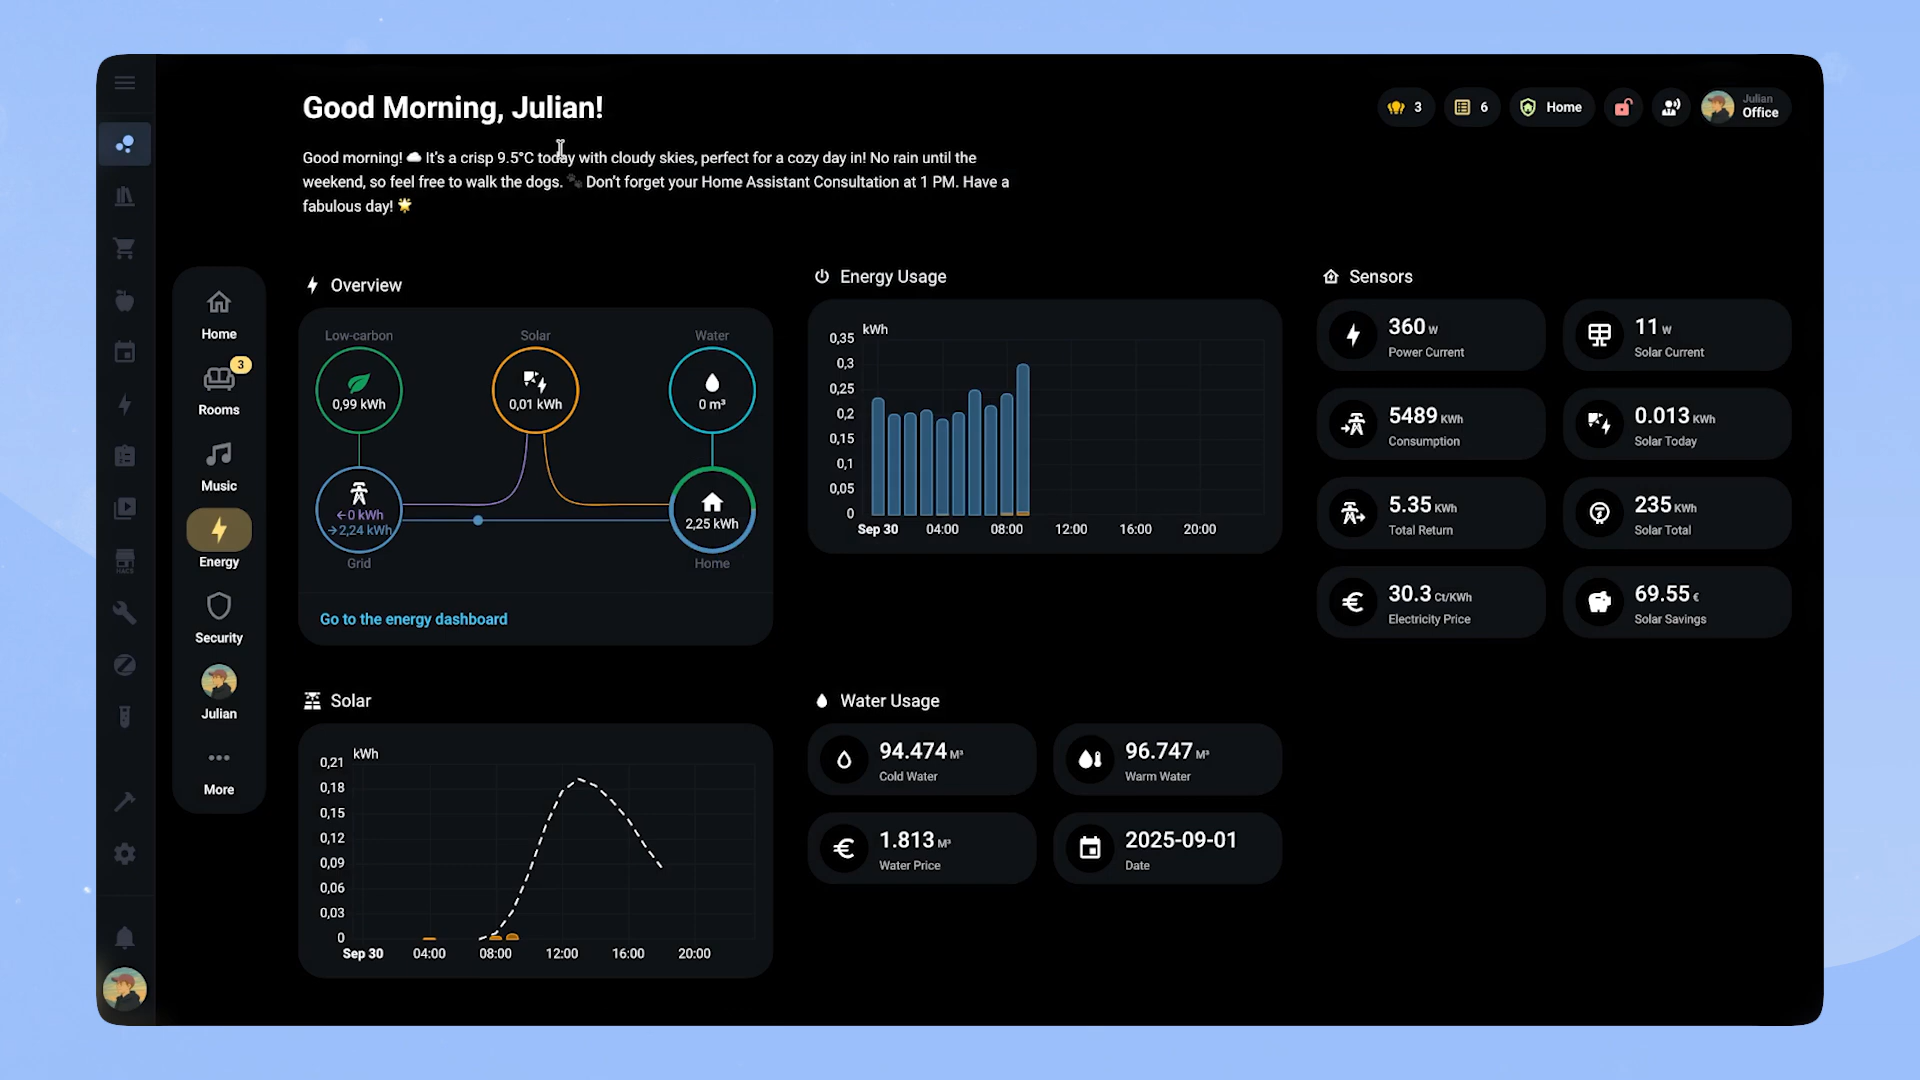 Good Morning, Julian!
Good morning! ☁️ It's a crisp 9.5°C today with cloudy skies, perfect for a cozy day in! No rain until the
weekend, so feel free to walk the dogs. 🐾 Don't forget your Home Assistant Consultation at 1 PM. Have a
fabulous day! 🌟
3
6
Home
Julian
Office
HACS
Home
3
Rooms
Music
Energy
Security
Julian
More
Overview
Low-carbon
Solar
Water
0,99 kWh
0,01 kWh
0 m³
←0 kWh
→2,24 kWh
2,25 kWh
Grid
Home
Go to the energy dashboard
Energy Usage
kWh
0,35
0,3
0,25
0,2
0,15
0,1
0,05
0
Sep 30 04:00 08:00 12:00 16:00 20:00
Sensors
360 W
Power Current
11 W
Solar Current
5489 KWh
Consumption
0.013 KWh
Solar Today
5.35 KWh
Total Return
235 KWh
Solar Total
30.3 Ct/KWh
Electricity Price
69.55 €
Solar Savings
Solar
kWh
0,21
0,18
0,15
0,12
0,09
0,06
0,03
0
Sep 30 04:00 08:00 12:00 16:00 20:00
Water Usage
94.474 M³
Cold Water
96.747 M³
Warm Water
1.813 M³
Water Price
2025-09-01
Date